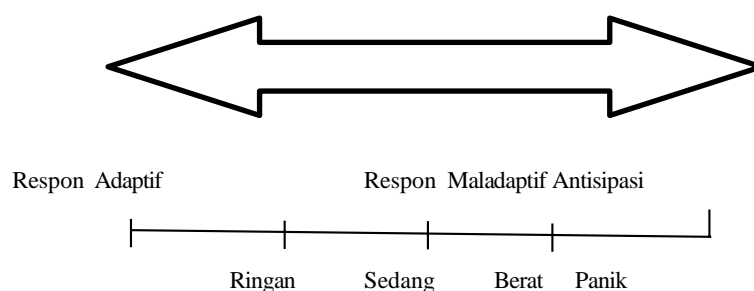 Respon Adaptif Respon Maladaptif Antisipasi
Ringan Sedang Berat Panik